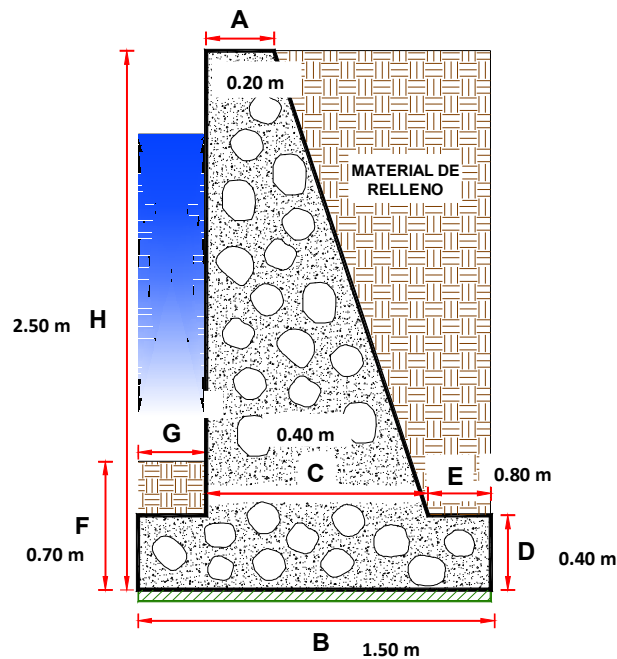 A
0.20 m
MATERIAL DE
RELLENO
2.50 m
H
G
0.40 m
C
E
0.80 m
F
0.70 m
D
0.40 m
B
1.50 m